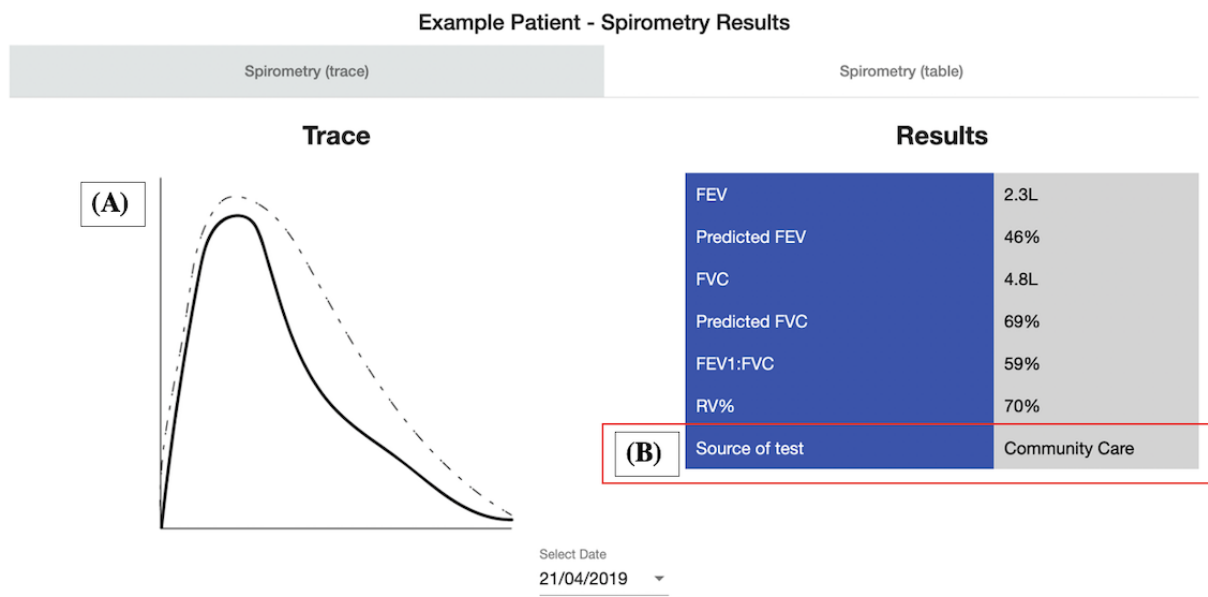 Example Patient - Spirometry Results
Spirometry (trace)
Spirometry (table)
Trace
Results
(A)
FEV 2.3L
Predicted FEV 46%
FVC 4.8L
Predicted FVC 69%
FEV1:FVC 59%
RV% 70%
(B) Source of test Community Care
Select Date
21/04/2019